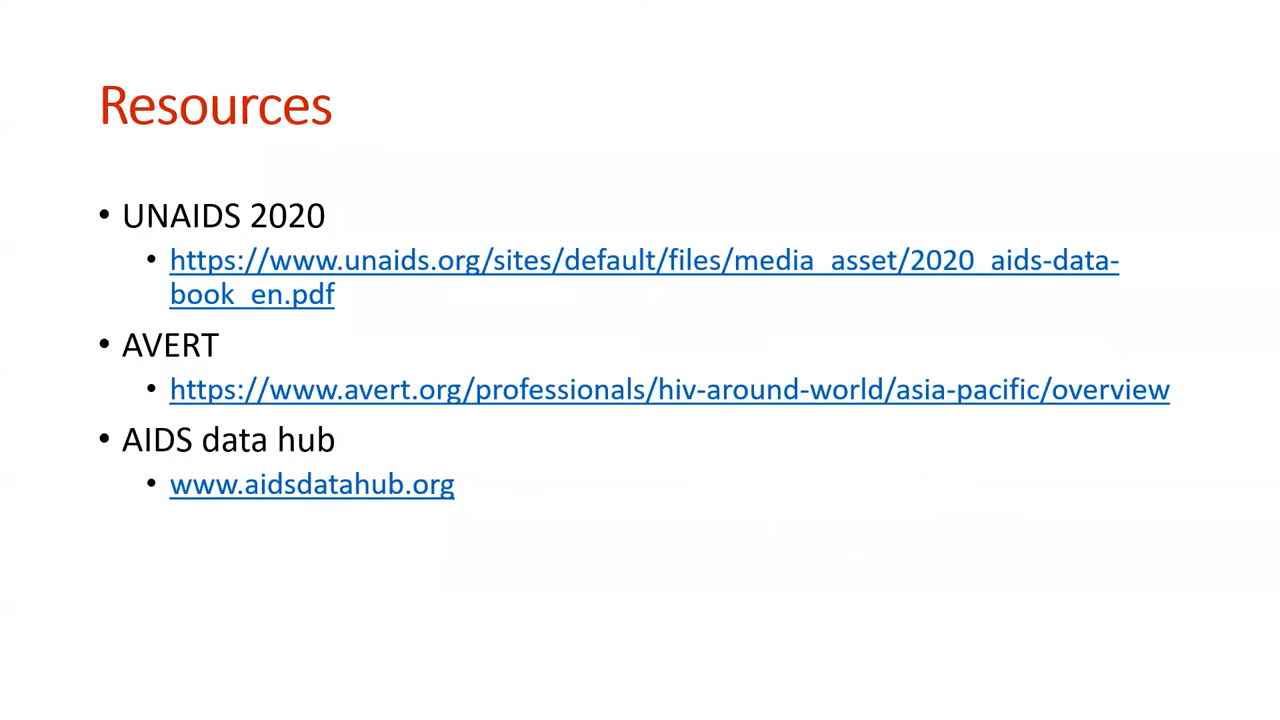 Resources
• UNAIDS 2020
• https://www.unaids.org/sites/default/files/media_asset/2020_aids-data-
book_en.pdf
• AVERT
• https://www.avert.org/professionals/hiv-around-world/asia-pacific/overview
• AIDS data hub
• www.aidsdatahub.org